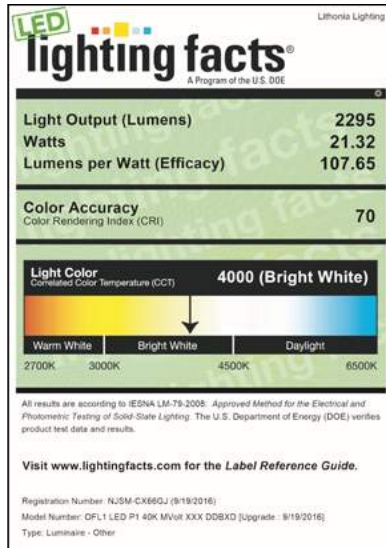 LED
Lithonia Lighting
lighting facts®
A Program of the U.S. DOE
Light Output (Lumens) 2295
Watts 21.32
Lumens per Watt (Efficacy) 107.65
Color Accuracy
Color Rendering Index (CRI) 70
Light Color
Correlated Color Temperature (CCT) 4000 (Bright White)
Warm White Bright White Daylight
2700K 3000K 4500K 6500K
All results are according to IESNA LM-79-2008: Approved Method for the Electrical and
Photometric Testing of Solid-State Lighting. The U.S. Department of Energy (DOE) verifies
product test data and results.
Visit www.lightingfacts.com for the Label Reference Guide.
Registration Number: NJSM-CX66GJ (9/19/2016)
Model Number: OFL1 LED P1 40K MVolt XXX DDBXD [Upgrade : 9/19/2016]
Type: Luminaire - Other